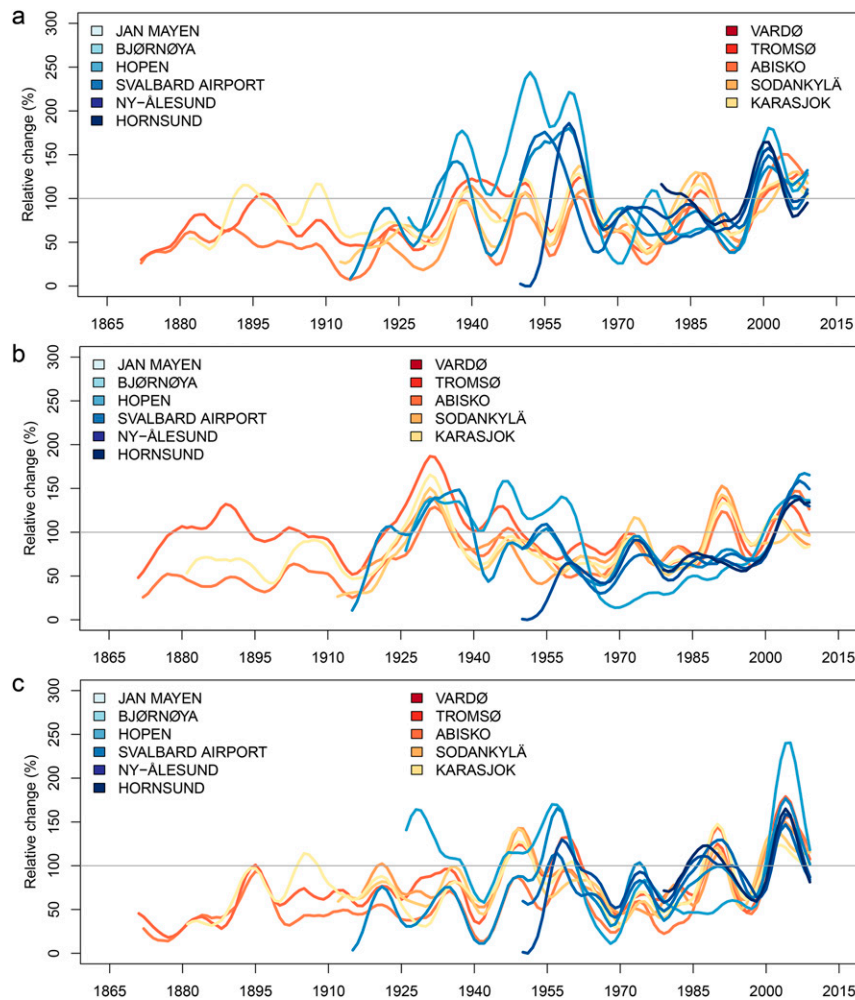 a
300
250
200
150
100
50
0
Relative change (%)
JAN MAYEN
BJØRNØYA
HOPEN
SVALBARD AIRPORT
NY−ÅLESUND
HORNSUND
VARDØ
TROMSØ
ABISKO
SODANKYLÄ
KARASJOK
1865 1880 1895 1910 1925 1940 1955 1970 1985 2000 2015
b
300
250
200
150
100
50
0
Relative change (%)
JAN MAYEN
BJØRNØYA
HOPEN
SVALBARD AIRPORT
NY−ÅLESUND
HORNSUND
VARDØ
TROMSØ
ABISKO
SODANKYLÄ
KARASJOK
1865 1880 1895 1910 1925 1940 1955 1970 1985 2000 2015
c
300
250
200
150
100
50
0
Relative change (%)
JAN MAYEN
BJØRNØYA
HOPEN
SVALBARD AIRPORT
NY−ÅLESUND
HORNSUND
VARDØ
TROMSØ
ABISKO
SODANKYLÄ
KARASJOK
1865 1880 1895 1910 1925 1940 1955 1970 1985 2000 2015